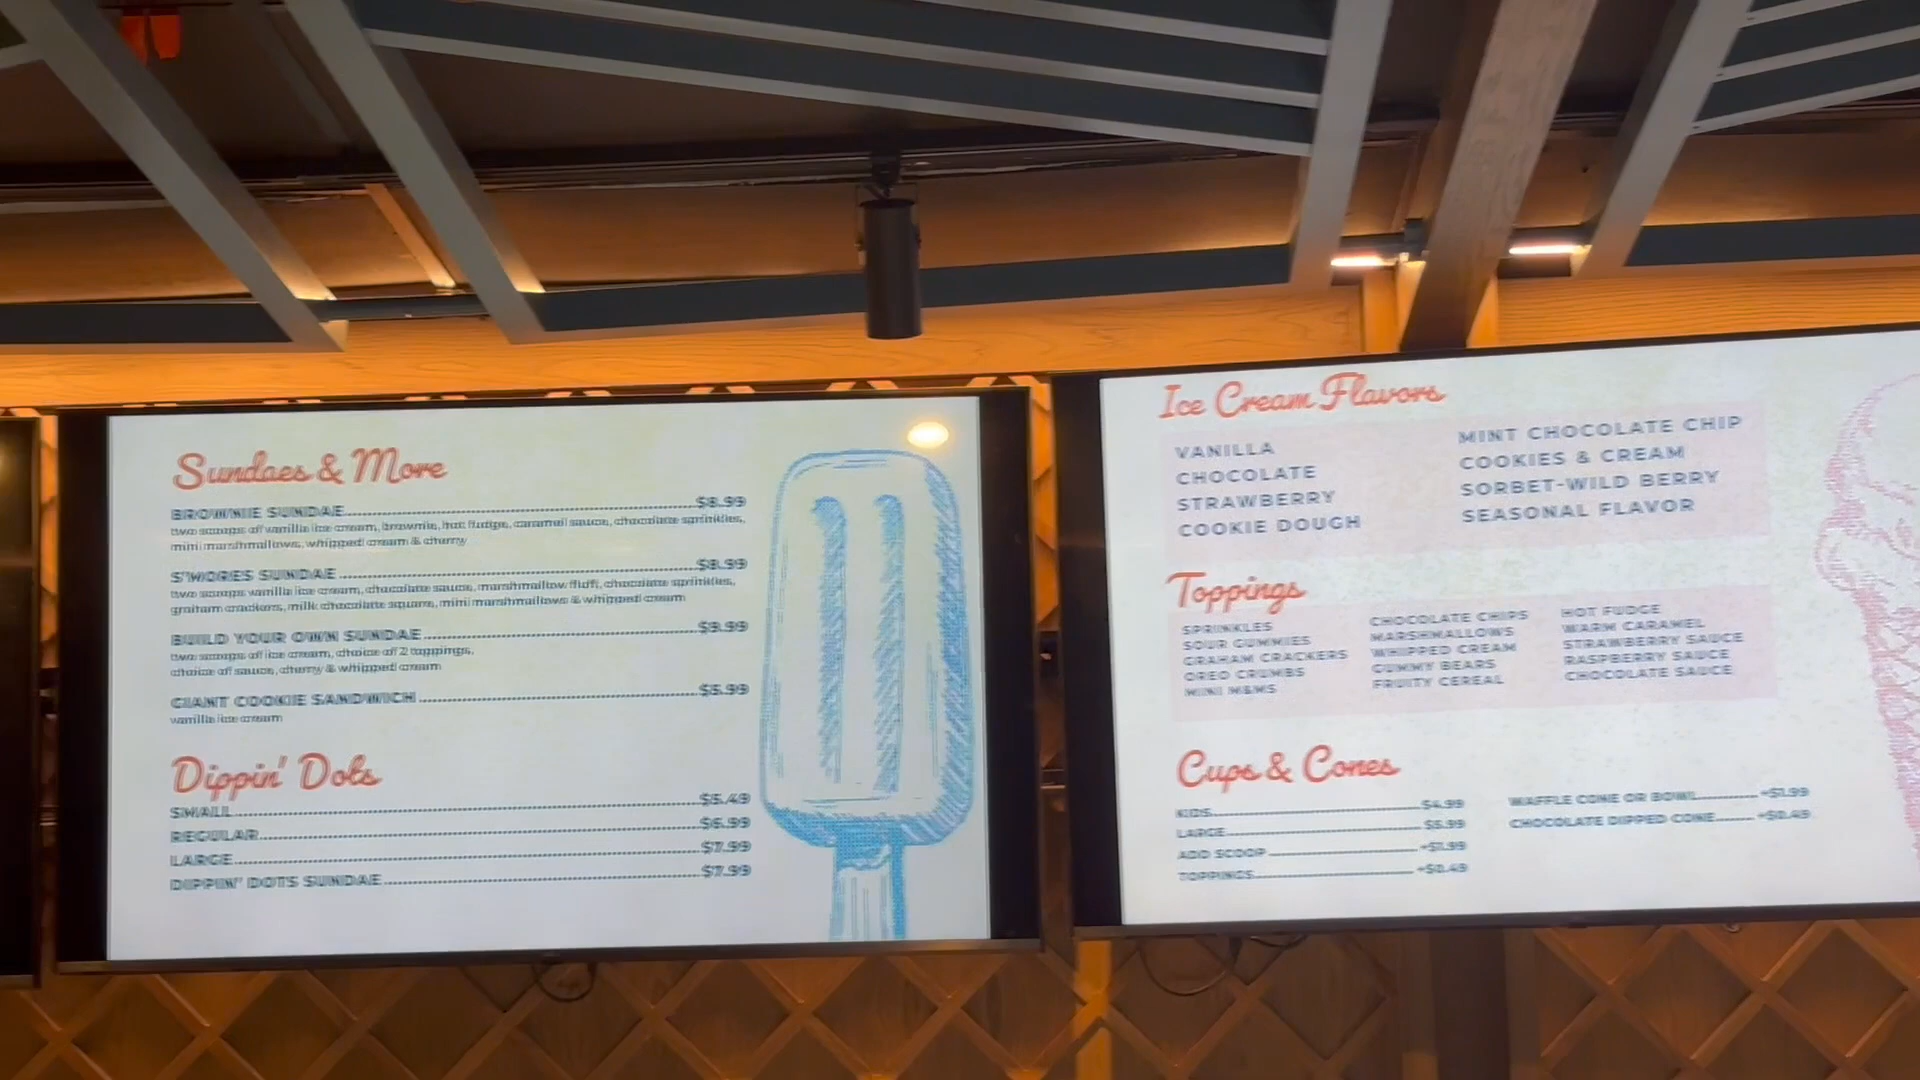 Sundaes & More
BROWNIE SUNDAE $8.99
two scoops of vanilla ice cream, brownie, hot fudge, caramel sauce, chocolate sprinkles,
mini marshmallows, whipped cream & cherry
S'MORES SUNDAE $8.99
two scoops vanilla ice cream, chocolate sauce, marshmallow fluff, chocolate sprinkles,
graham crackers, milk chocolate square, mini marshmallows & whipped cream
BUILD YOUR OWN SUNDAE $9.99
two scoops of ice cream, choice of 2 toppings,
choice of sauce, cherry & whipped cream
GIANT COOKIE SANDWICH $5.99
vanilla ice cream
Dippin' Dots
SMALL $5.49
REGULAR $6.99
LARGE $7.99
DIPPIN' DOTS SUNDAE $7.99
Ice Cream Flavors
VANILLA
CHOCOLATE
STRAWBERRY
COOKIE DOUGH
MINT CHOCOLATE CHIP
COOKIES & CREAM
SORBET-WILD BERRY
SEASONAL FLAVOR
Toppings
SPRINKLES
SOUR GUMMIES
GRAHAM CRACKERS
OREO CRUMBS
MINI M&MS
CHOCOLATE CHIPS
MARSHMALLOWS
WHIPPED CREAM
GUMMY BEARS
FRUITY CEREAL
HOT FUDGE
WARM CARAMEL
STRAWBERRY SAUCE
RASPBERRY SAUCE
CHOCOLATE SAUCE
Cups & Cones
KIDS $4.99
LARGE $5.99
ADD SCOOP +$1.99
TOPPINGS +$0.49
WAFFLE CONE OR BOWL +$1.99
CHOCOLATE DIPPED CONE +$0.49